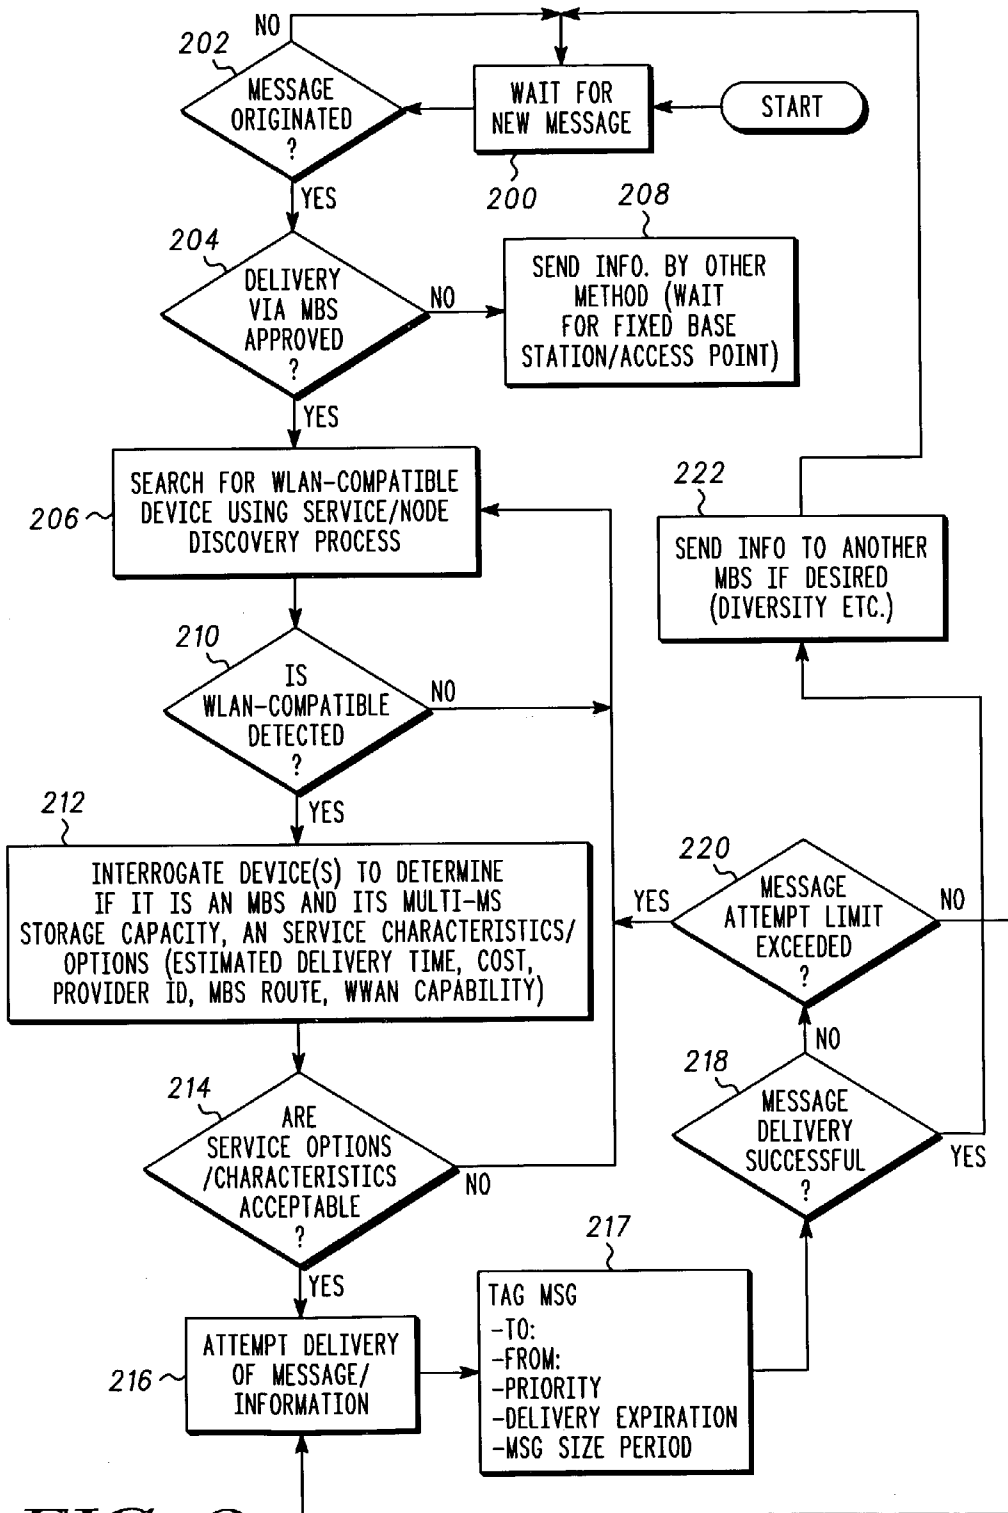 NO
202
MESSAGE
ORIGINATED
?
WAIT FOR
NEW MESSAGE
START
200
YES
204
DELIVERY
VIA MBS
APPROVED
?
NO
208
SEND INFO. BY OTHER
METHOD (WAIT
FOR FIXED BASE
STATION/ACCESS POINT)
YES
206
SEARCH FOR WLAN-COMPATIBLE
DEVICE USING SERVICE/NODE
DISCOVERY PROCESS
222
SEND INFO TO ANOTHER
MBS IF DESIRED
(DIVERSITY ETC.)
210
IS
WLAN-COMPATIBLE
DETECTED
?
NO
YES
212
INTERROGATE DEVICE(S) TO DETERMINE
IF IT IS AN MBS AND ITS MULTI-MS
STORAGE CAPACITY, AN SERVICE CHARACTERISTICS/
OPTIONS (ESTIMATED DELIVERY TIME, COST,
PROVIDER ID, MBS ROUTE, WWAN CAPABILITY)
220
YES
MESSAGE
ATTEMPT LIMIT
EXCEEDED
?
NO
NO
218
MESSAGE
DELIVERY
SUCCESSFUL
?
YES
214
ARE
SERVICE OPTIONS
/CHARACTERISTICS
ACCEPTABLE
?
NO
YES
216
ATTEMPT DELIVERY
OF MESSAGE/
INFORMATION
217
TAG MSG
-TO:
-FROM:
-PRIORITY
-DELIVERY EXPIRATION
-MSG SIZE PERIOD